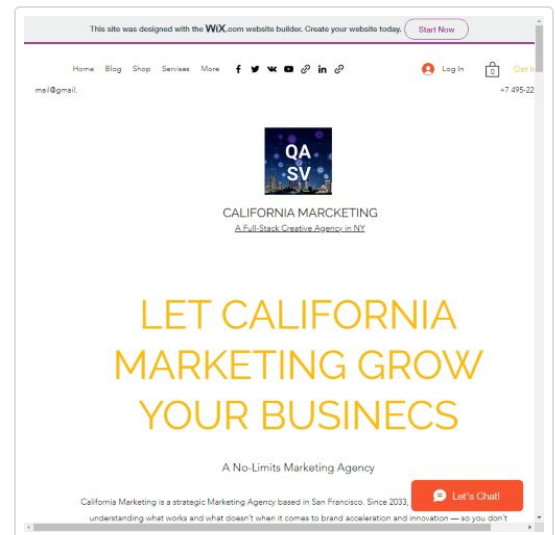 This site was designed with the WiX.com website builder. Create your website today. Start Now
Home Blog Shop Services More Log In 0 Get
mail@gmail. +7 495-22
QA
SV
CALIFORNIA MARCKETING
A Full-Stack Creative Agency in NY
LET CALIFORNIA
MARKETING GROW
YOUR BUSINECS
A No-Limits Marketing Agency
California Marketing is a strategic Marketing Agency based in San Francisco. Since 2033,
Let's Chat!
understanding what works and what doesn't when it comes to brand acceleration and innovation — so you don't